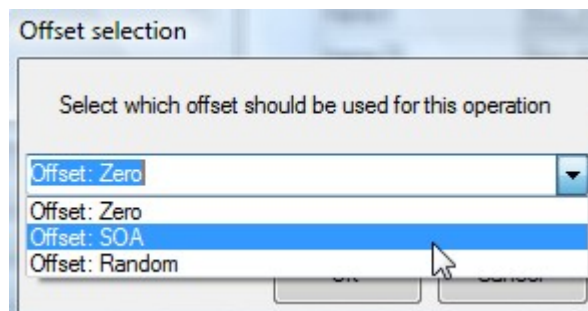 Offset selection
Select which offset should be used for this operation
Offset: Zero
Offset: Zero
Offset: SOA
Offset: Random